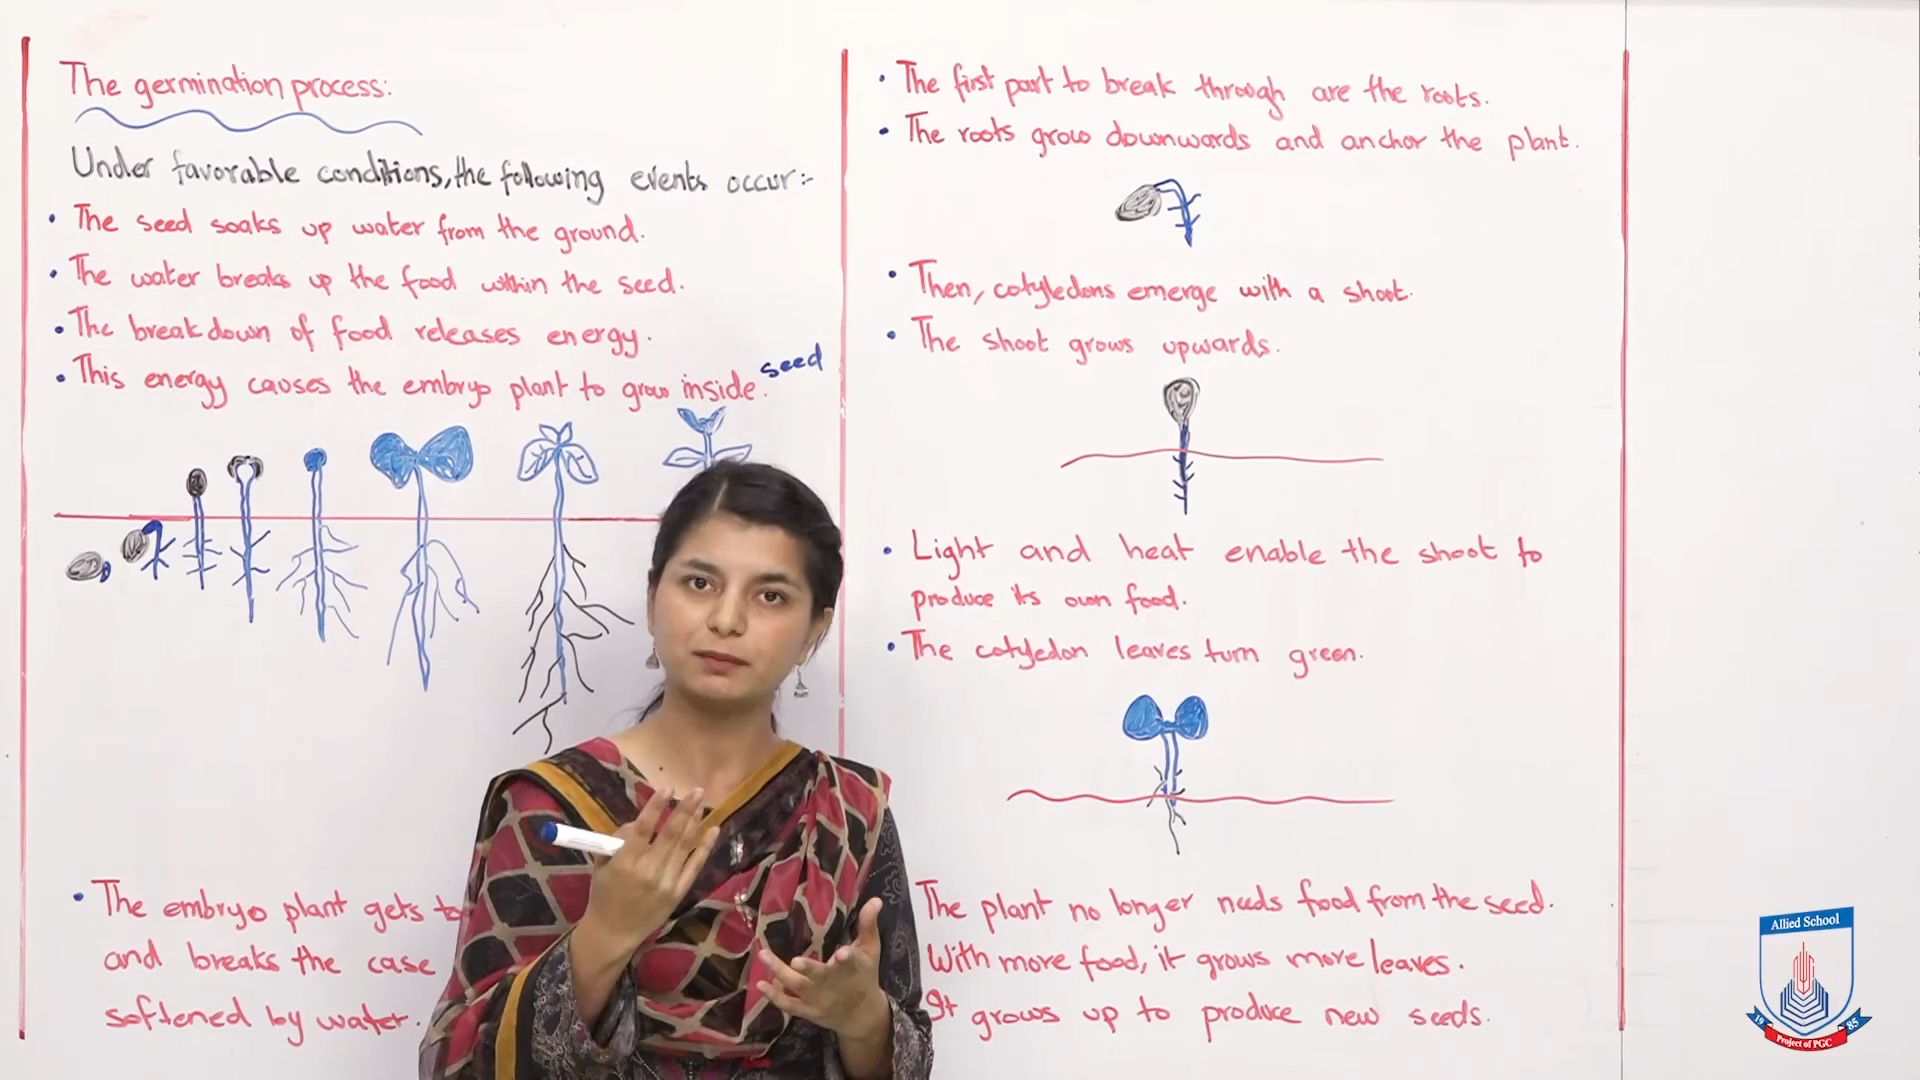 The germination process:
Under favorable conditions, the following events occur:-
• The seed soaks up water from the ground.
• The water breaks up the food within the seed.
• The breakdown of food releases energy.
• This energy causes the embryo plant to grow inside.
seed
• The embryo plant gets to
and breaks the case
softened by water.
• The first part to break through are the roots.
• The roots grow downwards and anchor the plant.
• Then, cotyledons emerge with a shoot.
• The shoot grows upwards.
• Light and heat enable the shoot to
produce its own food.
• The cotyledon leaves turn green.
The plant no longer needs food from the seed.
With more food, it grows more leaves.
It grows up to produce new seeds.
Allied School
19 85
Project of PGC